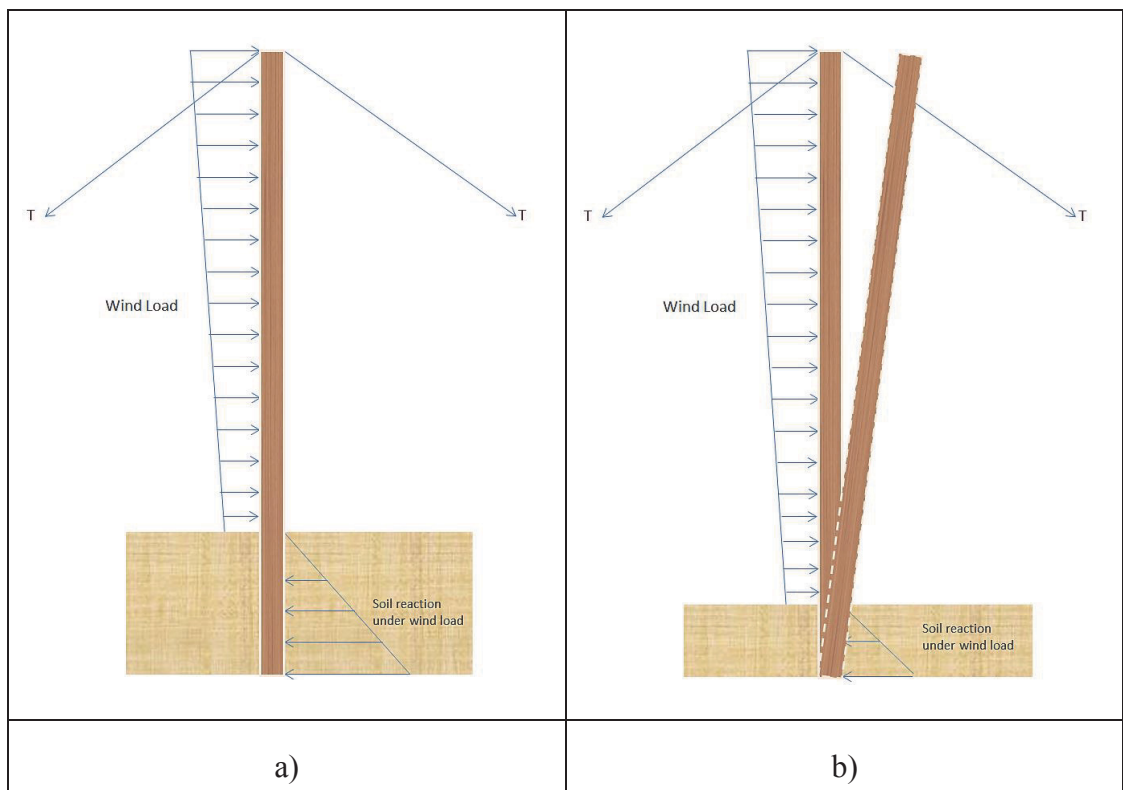 T
T
Wind Load
Soil reaction
under wind load
a)
T
T
Wind Load
Soil reaction
under wind load
b)